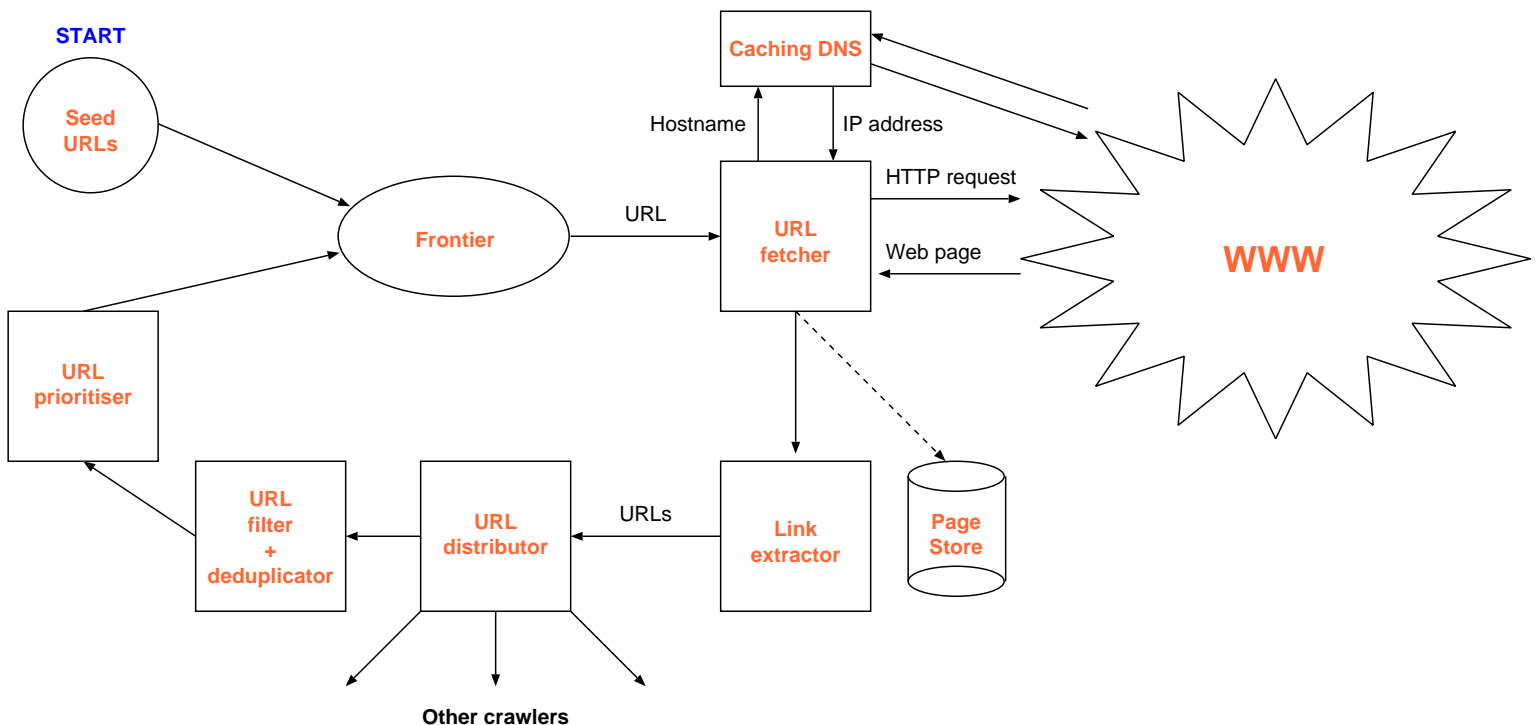 START
Seed
URLs
Caching DNS
Hostname
IP address
HTTP request
URL
Frontier
URL
fetcher
Web page
WWW
URL
prioritiser
URL
filter
+
deduplicator
URL
distributor
URLs
Link
extractor
Page
Store
Other crawlers